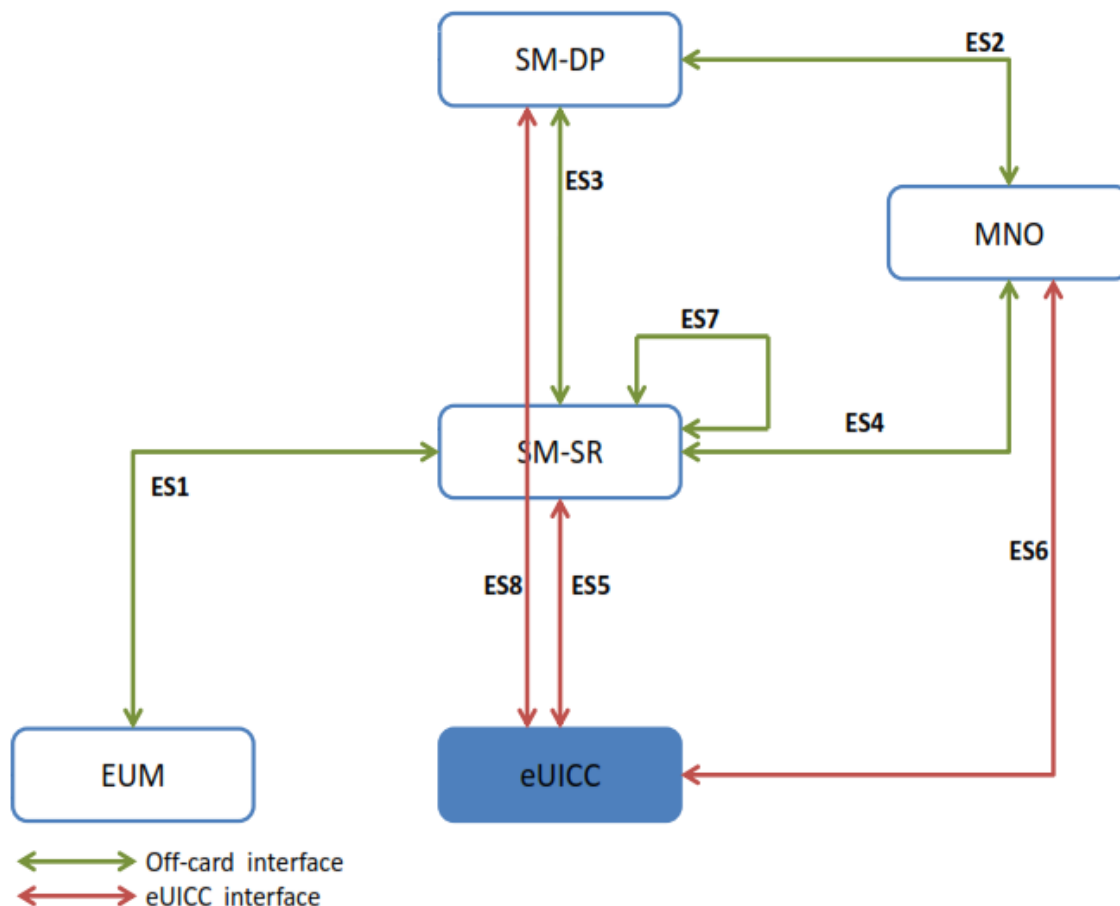 SM-DP
ES2
ES3
MNO
ES7
SM-SR
ES4
ES1
ES6
ES8
ES5
EUM
eUICC
Off-card interface
eUICC interface